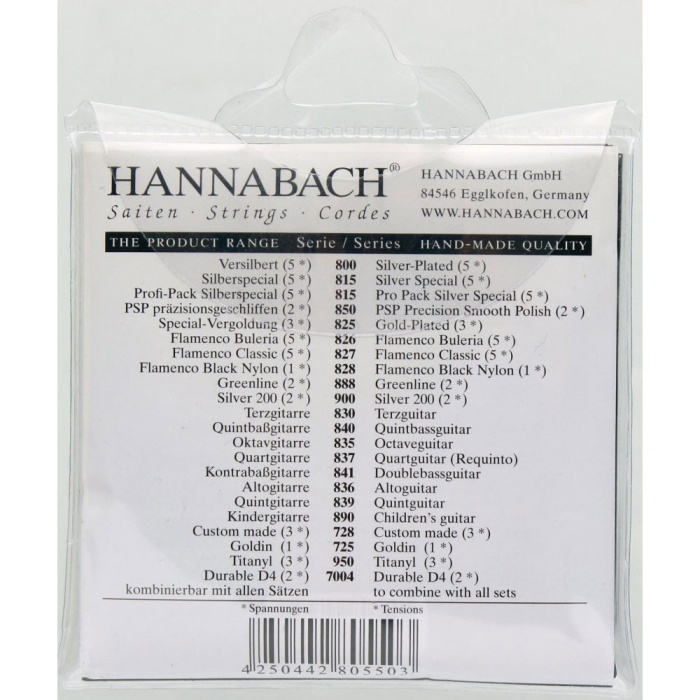 HANNABACH® HANNABACH GmbH
84546 Egglkofen, Germany
Saiten · Strings · Cordes WWW.HANNABACH.COM
THE PRODUCT RANGE Serie / Series HAND-MADE QUALITY
Versilbert (5 *) 800 Silver-Plated (5 *)
Silberspecial (5 *) 815 Silver Special (5 *)
Profi-Pack Silberspecial (5 *) 815 Pro Pack Silver Special (5 *)
PSP präzisionsgeschliffen (2 *) 850 PSP Precision Smooth Polish (2 *)
Special-Vergoldung (3 *) 825 Gold-Plated (3 *)
Flamenco Buleria (5 *) 826 Flamenco Buleria (5 *)
Flamenco Classic (5 *) 827 Flamenco Classic (5 *)
Flamenco Black Nylon (1 *) 828 Flamenco Black Nylon (1 *)
Greenline (2 *) 888 Greenline (2 *)
Silver 200 (2 *) 900 Silver 200 (2 *)
Terzgitarre 830 Terzguitar
Quintbaßgitarre 840 Quintbassguitar
Oktavgitarre 835 Octaveguitar
Quartgitarre 837 Quartguitar (Requinto)
Kontrabaßgitarre 841 Doublebassguitar
Altogitarre 836 Altoguitar
Quintgitarre 839 Quintguitar
Kindergitarre 890 Children's guitar
Custom made (3 *) 728 Custom made (3 *)
Goldin (1 *) 725 Goldin (1 *)
Titanyl (3 *) 950 Titanyl (3 *)
Durable D4 (2 *) 7004 Durable D4 (2 *)
kombinierbar mit allen Sätzen to combine with all sets
* Spannungen * Tensions
4 250442 805503